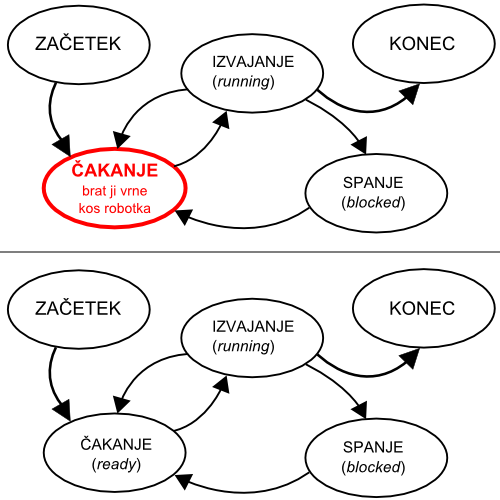 ZAČETEK
IZVAJANJE
(running)
KONEC
ČAKANJE
brat ji vrne
kos robotka
SPANJE
(blocked)
ZAČETEK
IZVAJANJE
(running)
KONEC
ČAKANJE
(ready)
SPANJE
(blocked)